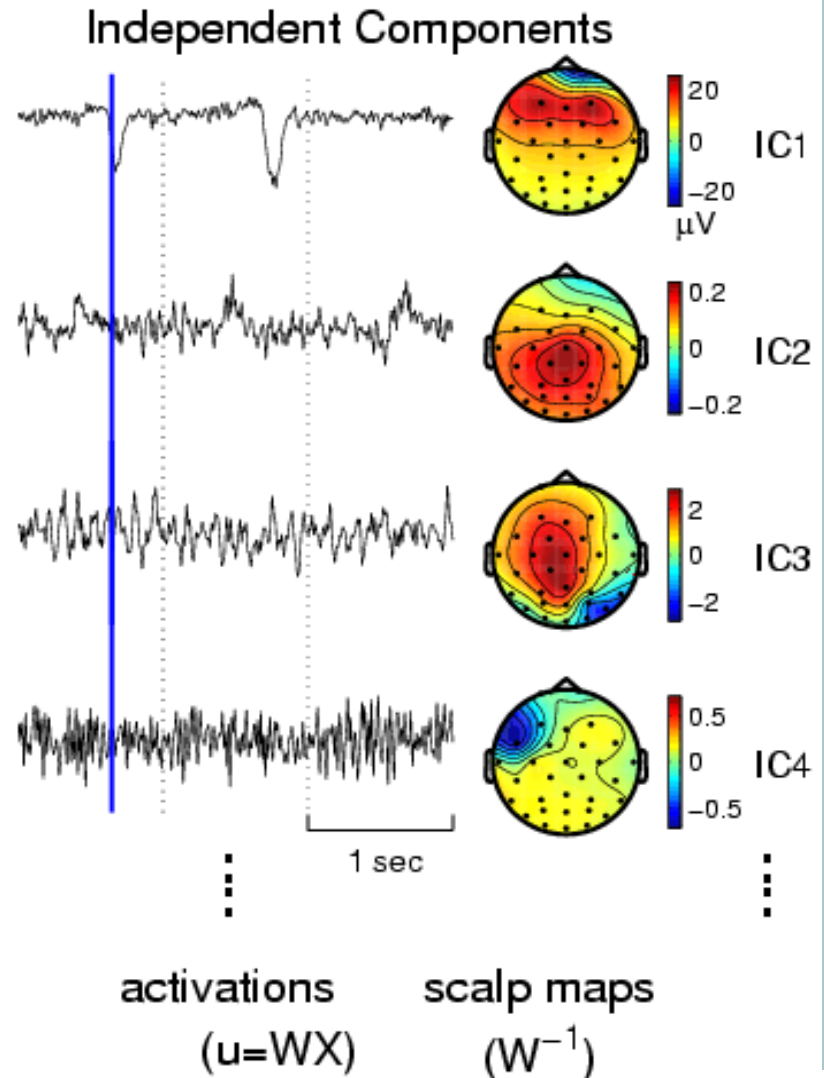 Independent Components
20
0
−20
μV
IC1
0.2
0
−0.2
IC2
2
0
−2
IC3
0.5
0
−0.5
IC4
1 sec
activations
(u=WX)
scalp maps
(W⁻¹)